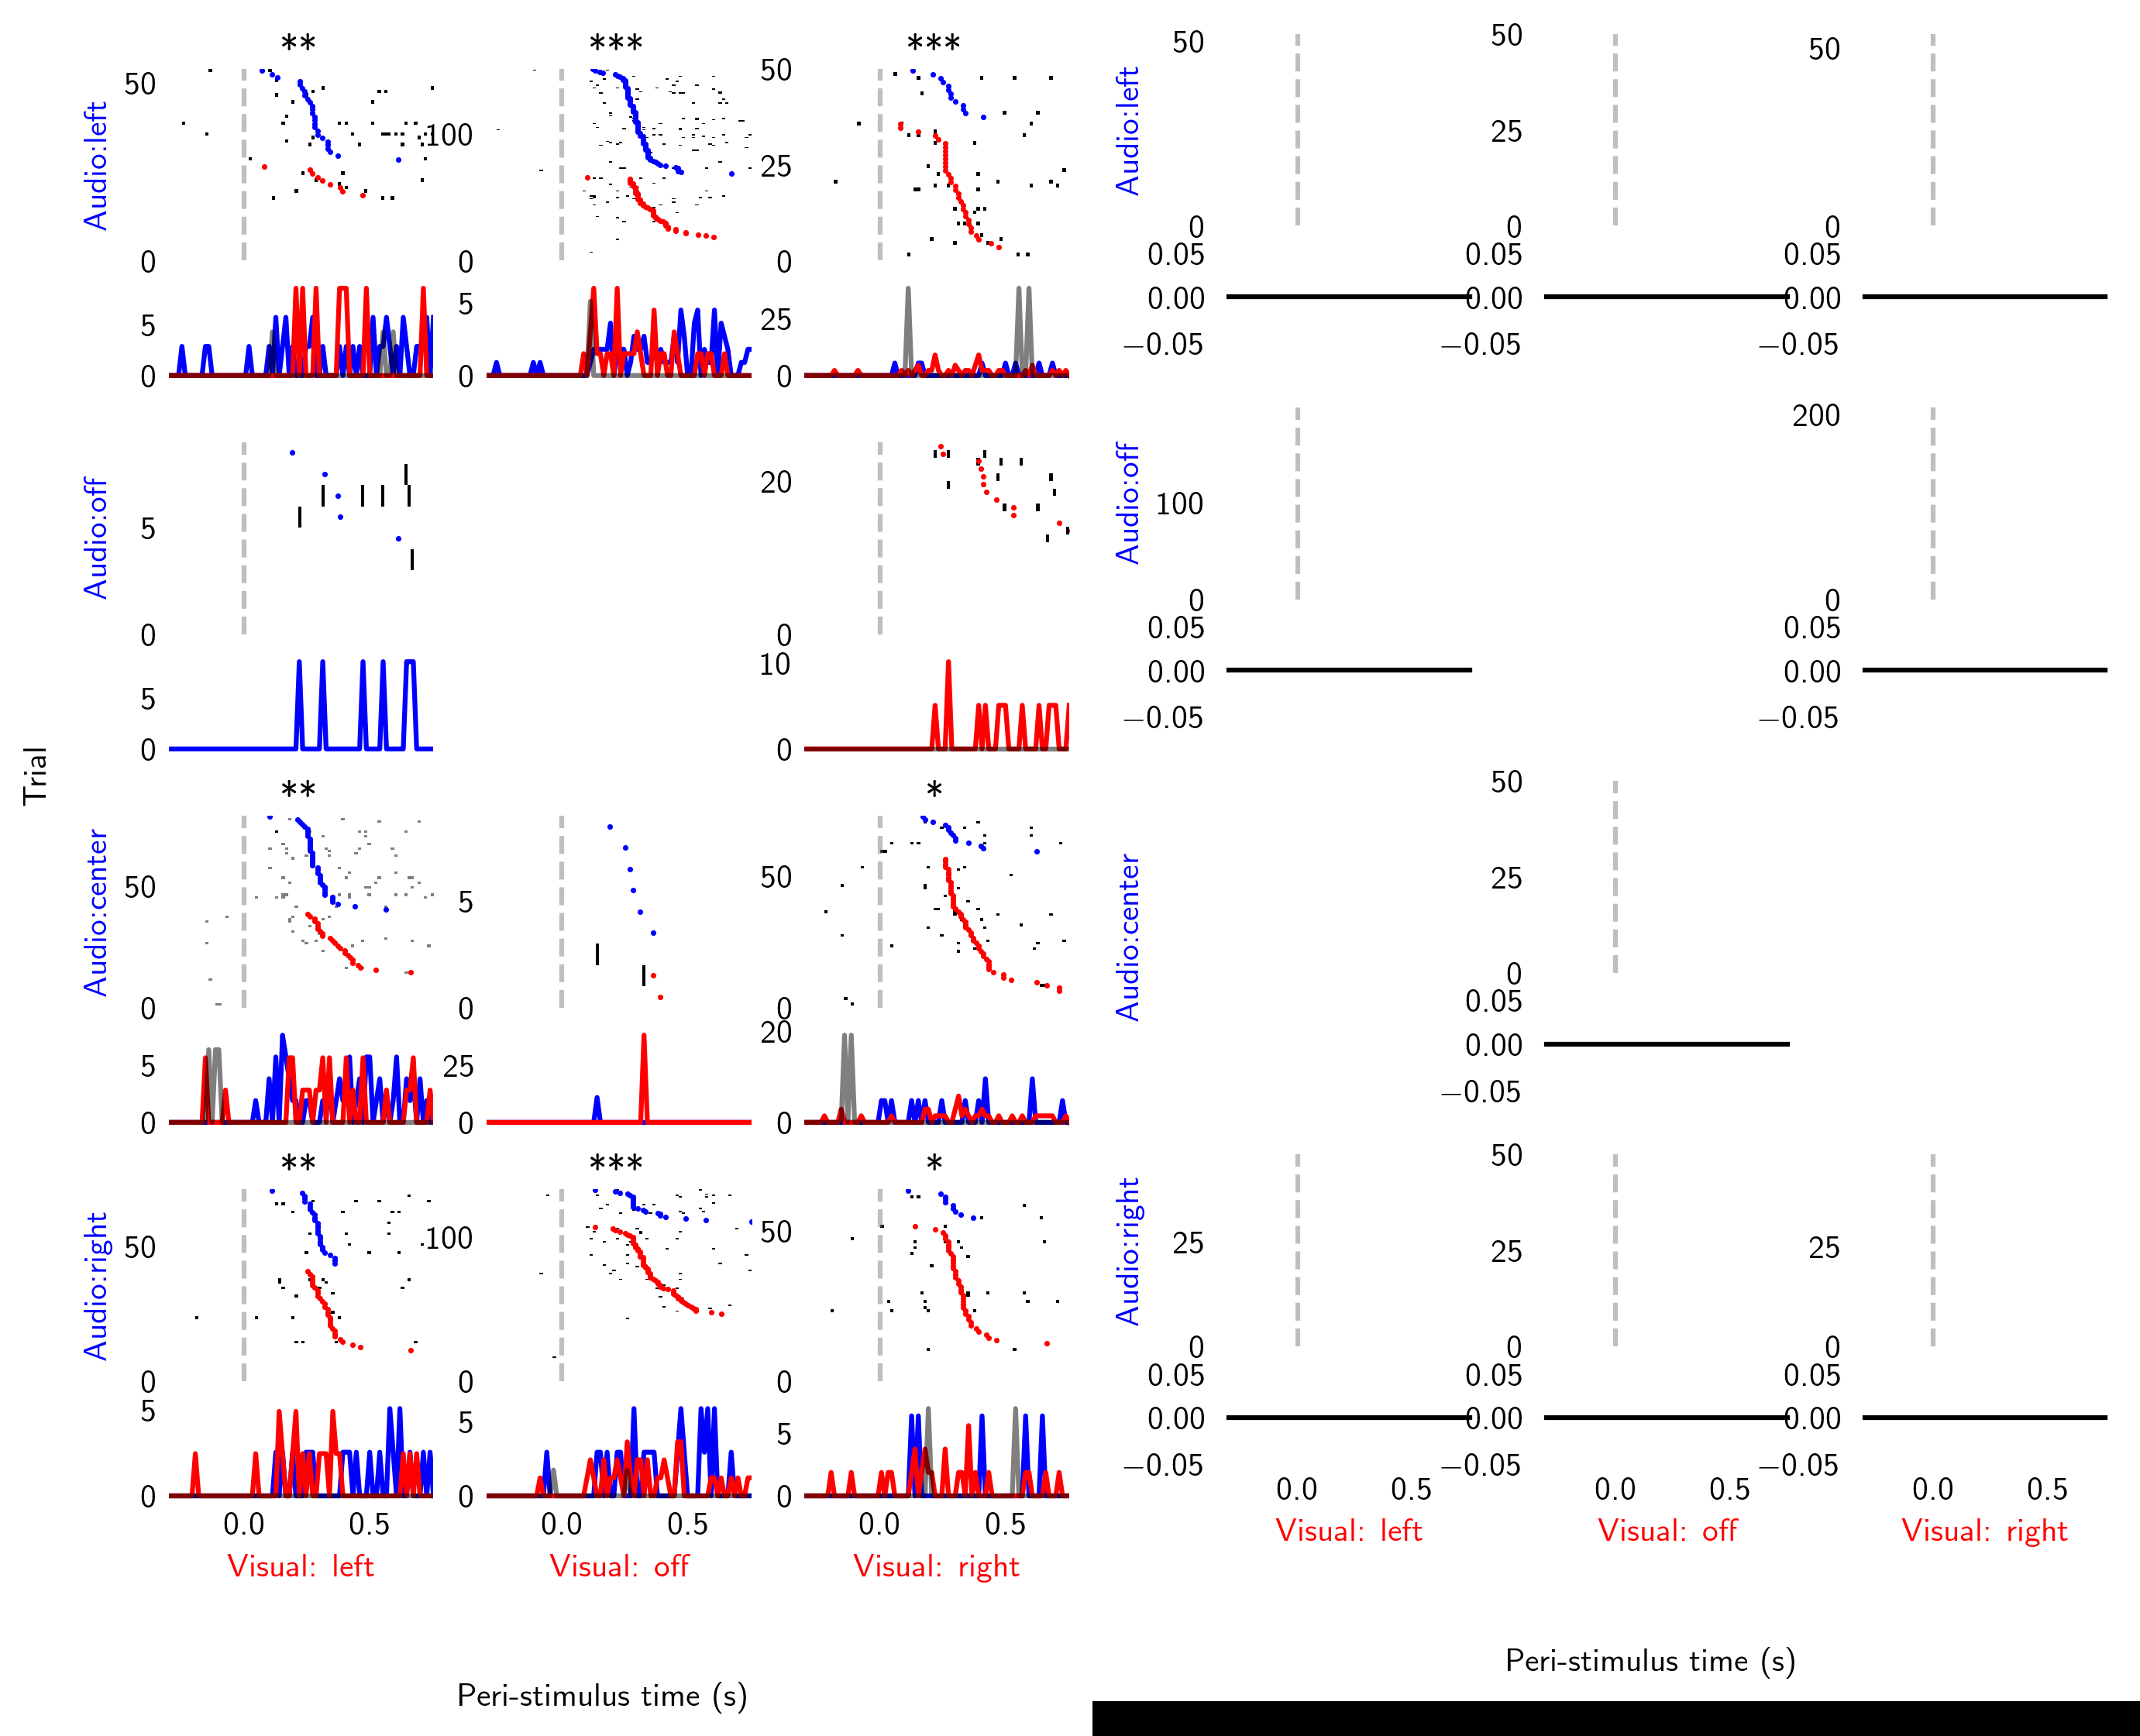 ** *** *** 50 50 50
50 50
Audio:left 100 25 Audio:left 25
0 0 0 0 0 0
0.05 0.05 0.05
5 5 25 0.00 0.00 0.00
0 0 0 −0.05 −0.05 −0.05
200
Audio:off 5 20 Audio:off 100
0 0 0 0
0.05 0.05
5 10 0.00 0.00
0 0 −0.05 −0.05
Trial
** * 50
Audio:center 50 5 50 Audio:center 25
0 0 0 0
0.05
5 25 20 0.00
0 0 0 −0.05
** *** * 50
Audio:right 50 100 50 Audio:right 25 25 25
0 0 0 0 0 0
0.05 0.05 0.05
5 5 5 0.00 0.00 0.00
0 0 0 −0.05 −0.05 −0.05
0.0 0.5 0.0 0.5 0.0 0.5
0.0 0.5 0.0 0.5 0.0 0.5
Visual: left Visual: off Visual: right
Visual: left Visual: off Visual: right
Peri-stimulus time (s)
Peri-stimulus time (s)